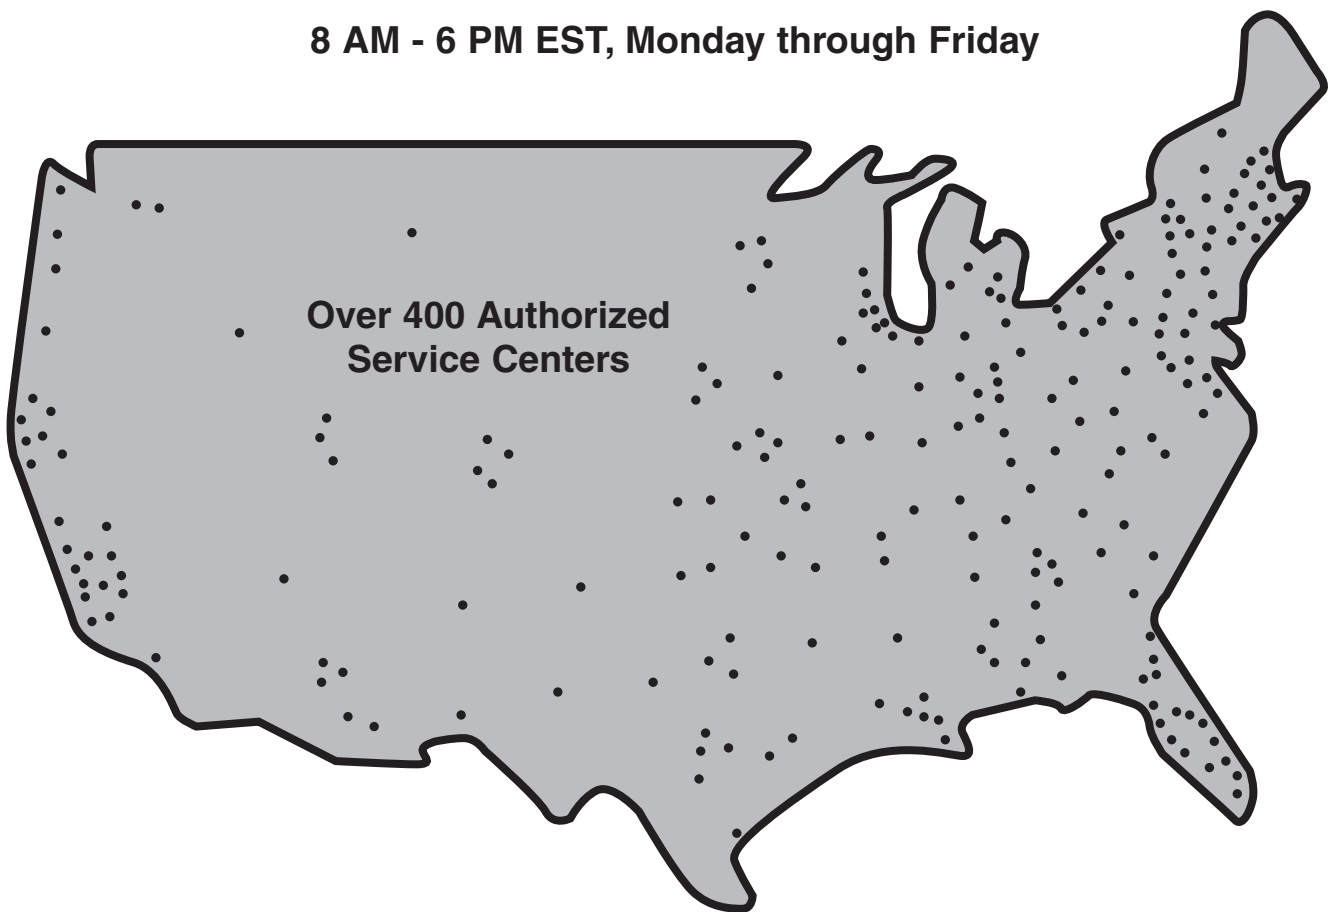 8 AM - 6 PM EST, Monday through Friday
Over 400 Authorized
Service Centers